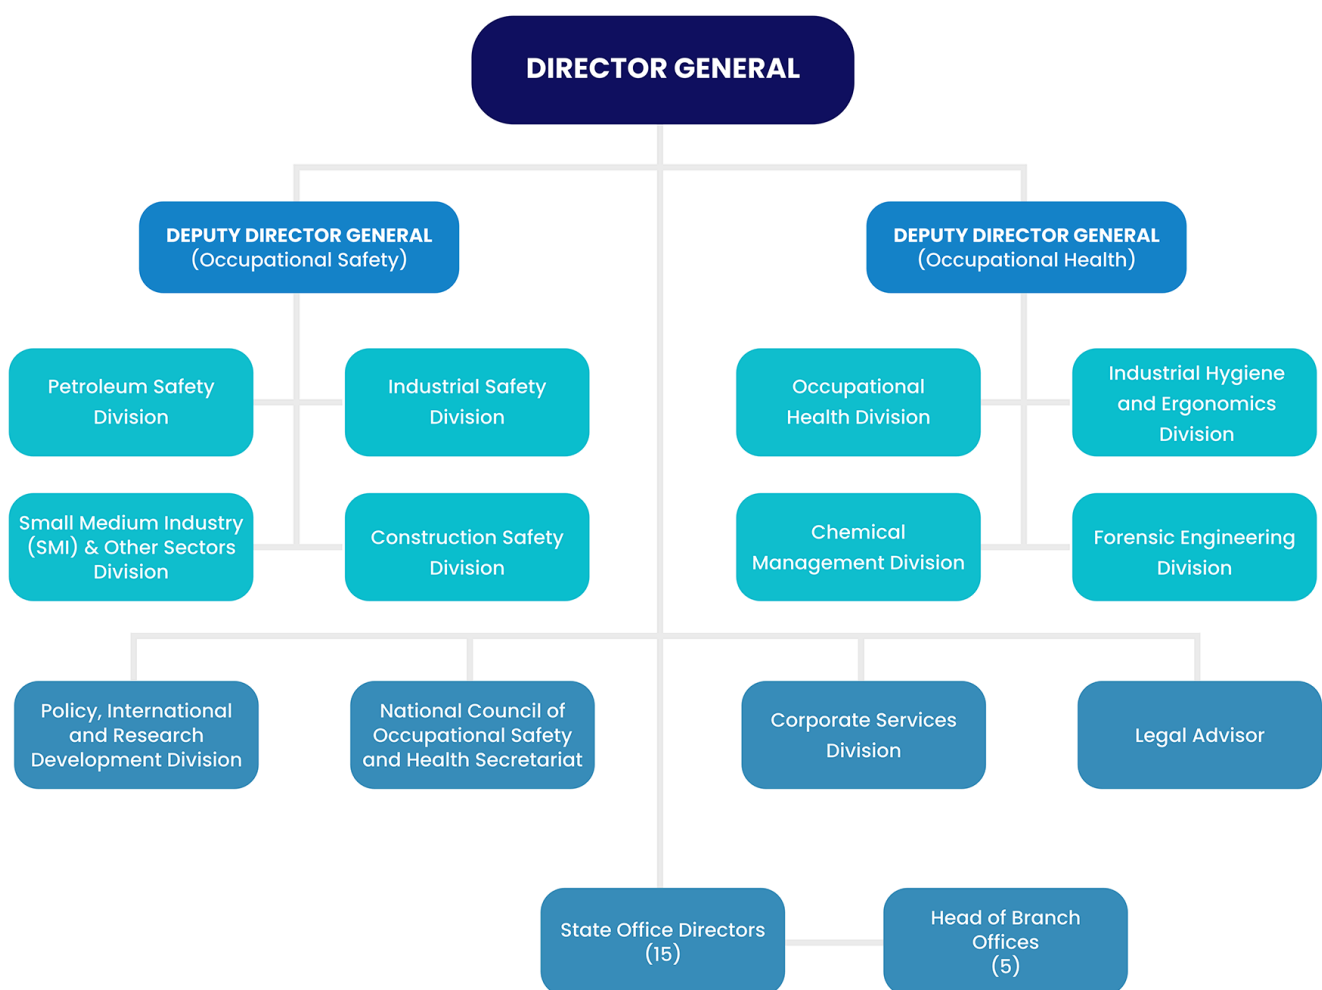 DIRECTOR GENERAL
DEPUTY DIRECTOR GENERAL
(Occupational Safety)
DEPUTY DIRECTOR GENERAL
(Occupational Health)
Petroleum Safety
Division
Industrial Safety
Division
Occupational
Health Division
Industrial Hygiene
and Ergonomics
Division
Small Medium Industry
(SMI) & Other Sectors
Division
Construction Safety
Division
Chemical
Management Division
Forensic Engineering
Division
Policy, International
and Research
Development Division
National Council of
Occupational Safety
and Health Secretariat
Corporate Services
Division
Legal Advisor
State Office Directors
(15)
Head of Branch
Offices
(5)